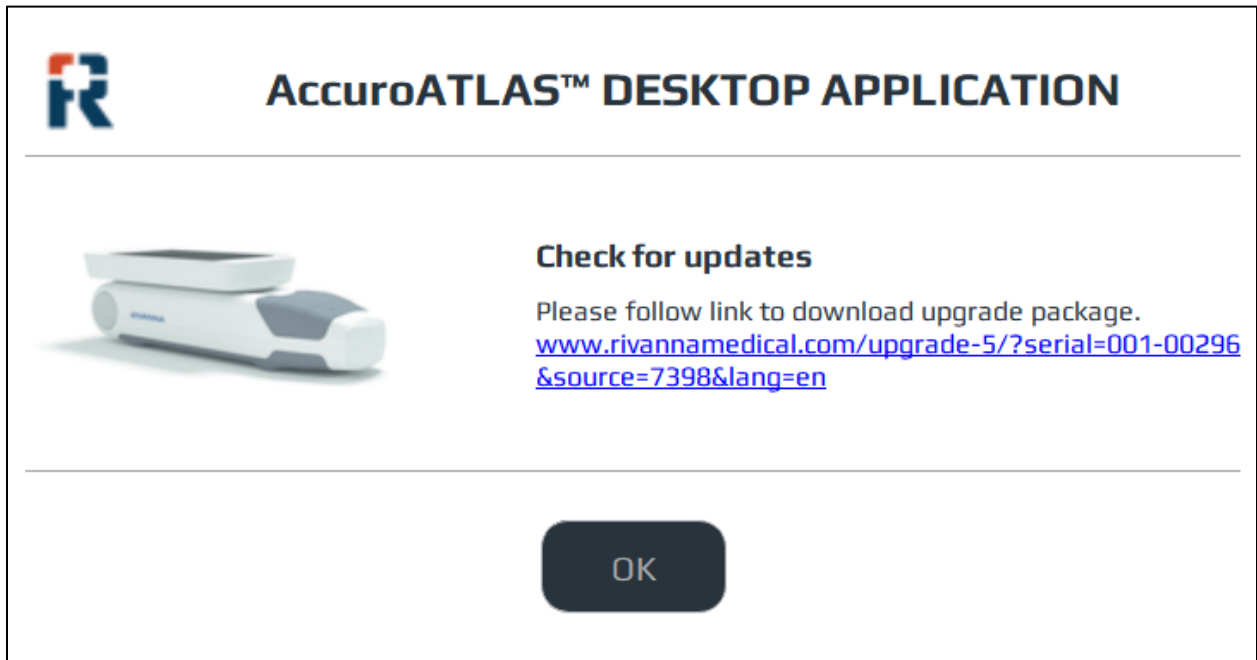 AccuroATLAS™ DESKTOP APPLICATION
Check for updates
Please follow link to download upgrade package.
www.rivannamedical.com/upgrade-5/?serial=001-00296
&source=7398&lang=en
RIVANNA
OK